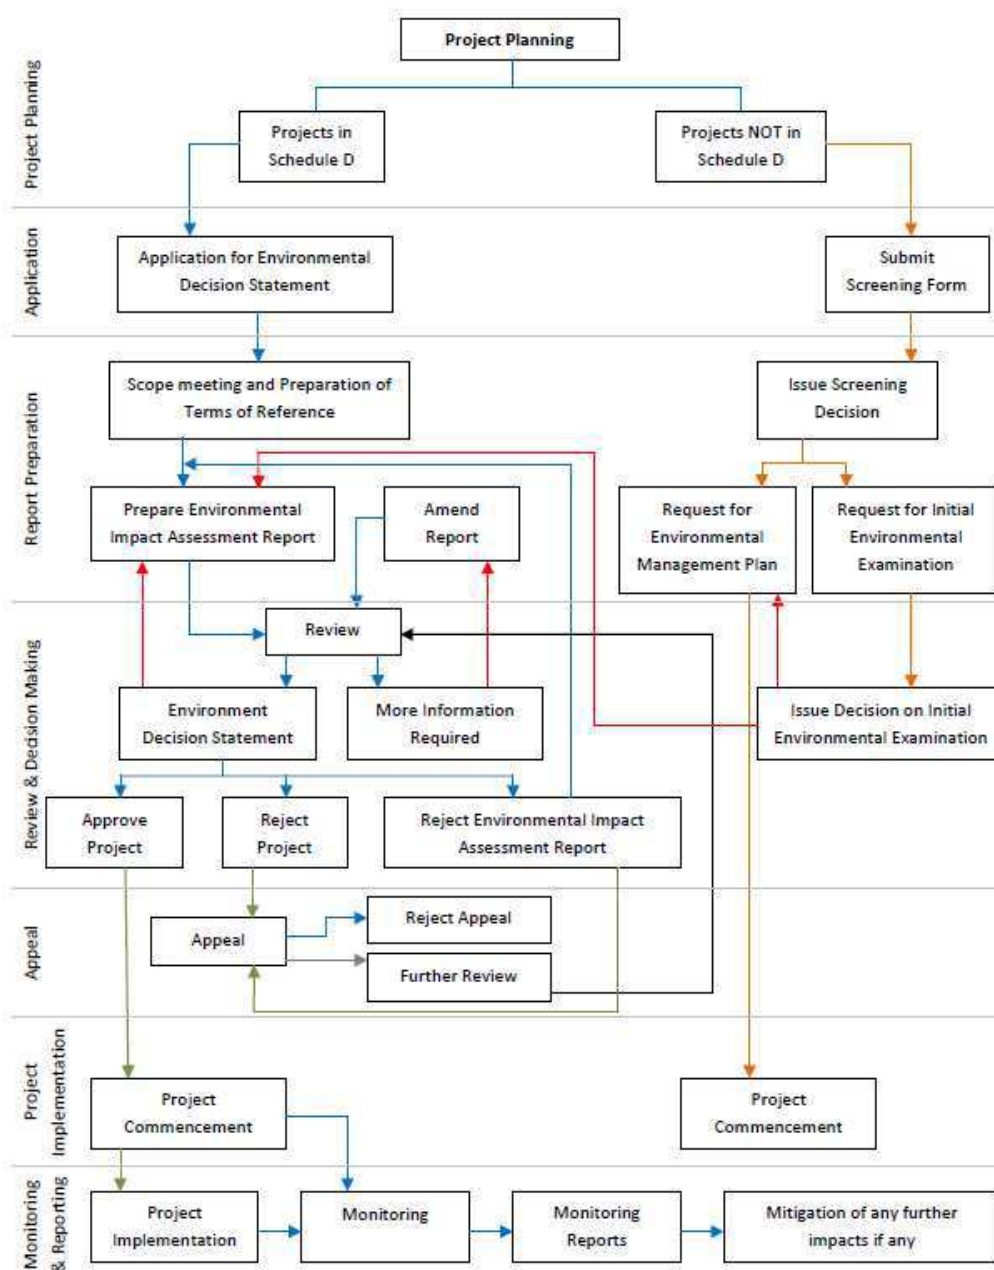 Project Planning
Project Planning
Projects in
Schedule D
Projects NOT in
Schedule D
Application
Application for Environmental
Decision Statement
Submit
Screening Form
Report Preparation
Scope meeting and Preparation of
Terms of Reference
Issue Screening
Decision
Prepare Environmental
Impact Assessment Report
Amend
Report
Request for
Environmental
Management Plan
Request for Initial
Environmental
Examination
Review & Decision Making
Review
Environment
Decision Statement
More Information
Required
Issue Decision on Initial
Environmental Examination
Approve
Project
Reject
Project
Reject Environmental Impact
Assessment Report
Appeal
Appeal
Reject Appeal
Further Review
Project
Implementation
Project
Commencement
Project
Commencement
Monitoring
& Reporting
Project
Implementation
Monitoring
Monitoring
Reports
Mitigation of any further
impacts if any